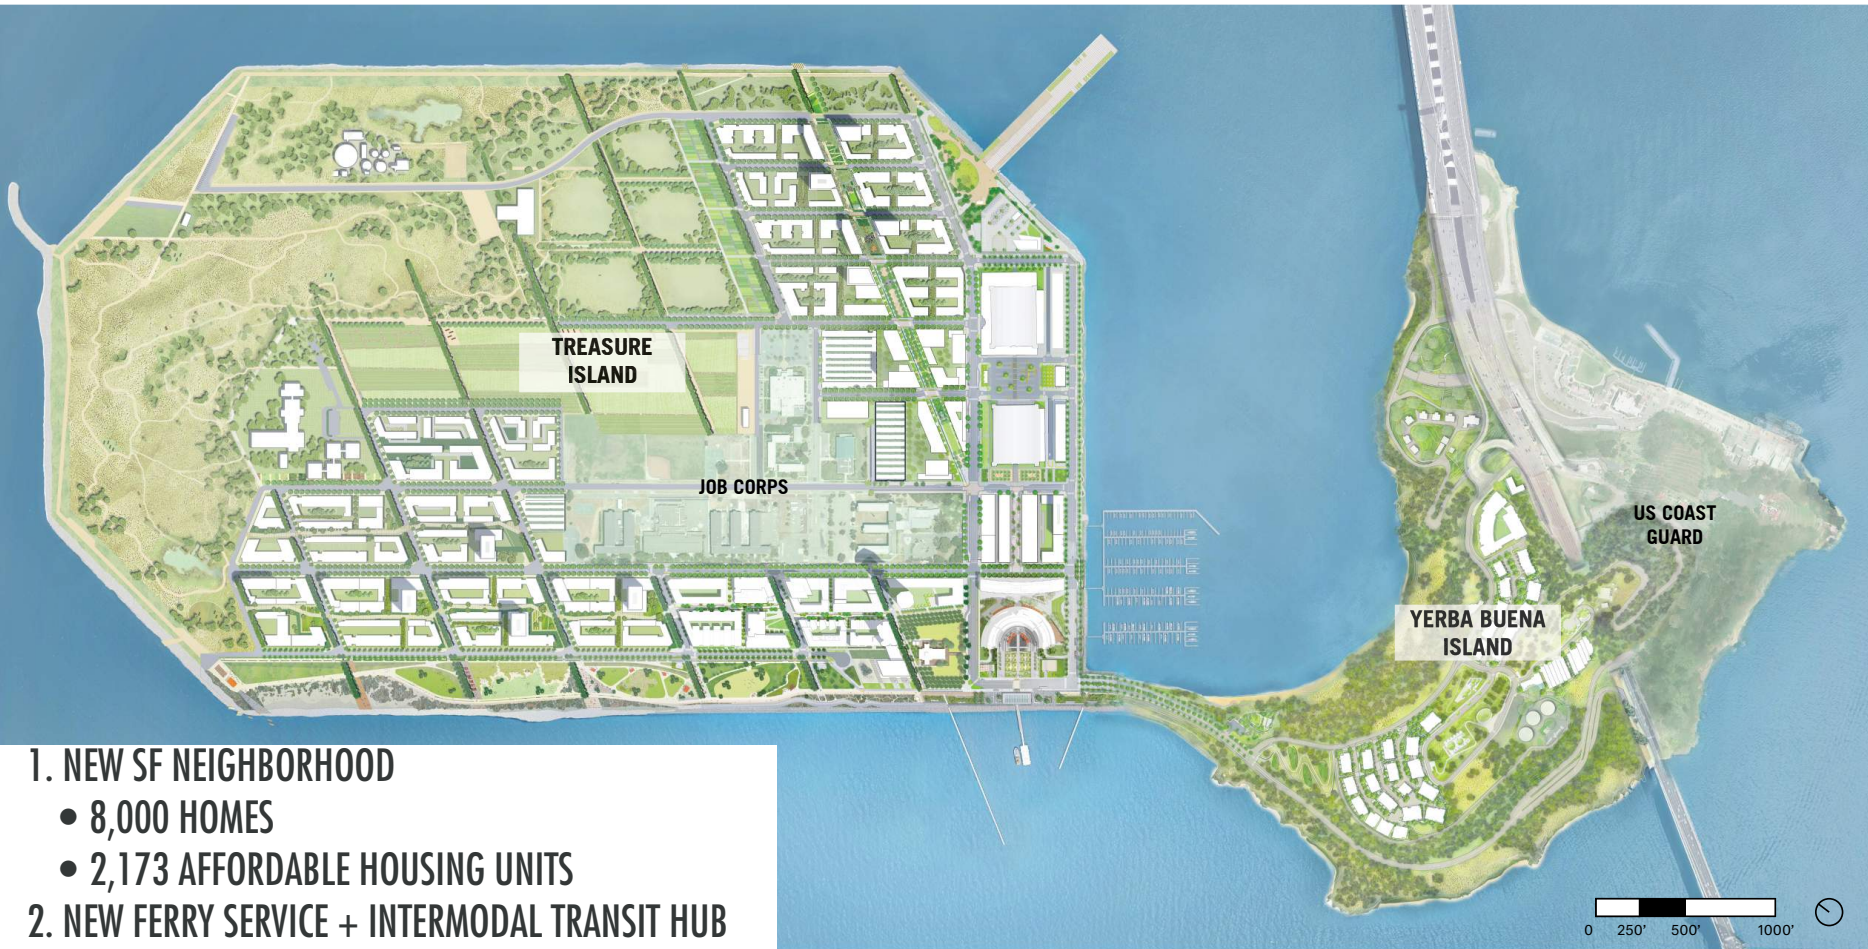 TREASURE
ISLAND
JOB CORPS
US COAST
GUARD
YERBA BUENA
ISLAND
1. NEW SF NEIGHBORHOOD
• 8,000 HOMES
• 2,173 AFFORDABLE HOUSING UNITS
2. NEW FERRY SERVICE + INTERMODAL TRANSIT HUB
0 250' 500' 1000'